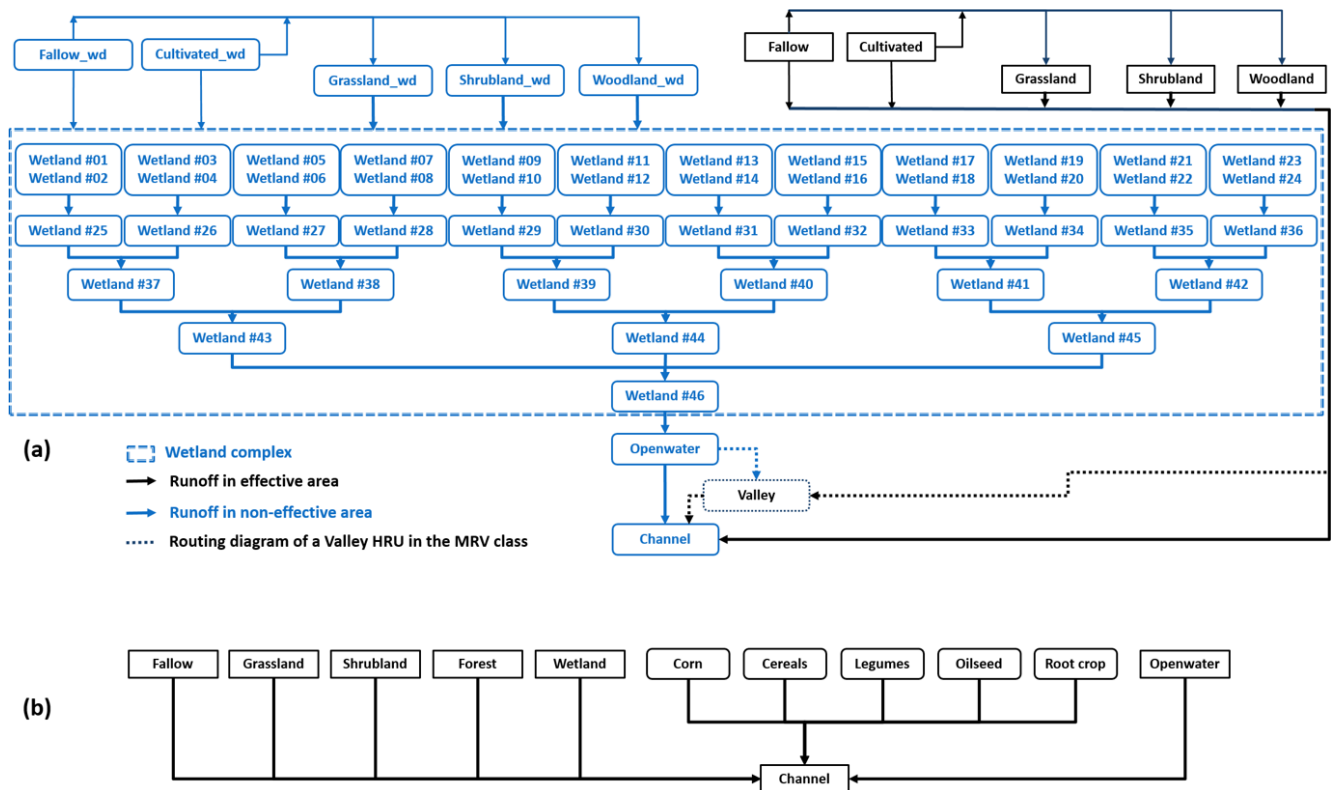 Fallow_wd
Cultivated_wd
Grassland_wd
Shrubland_wd
Woodland_wd
Fallow
Cultivated
Grassland
Shrubland
Woodland
Wetland #01
Wetland #02
Wetland #03
Wetland #04
Wetland #05
Wetland #06
Wetland #07
Wetland #08
Wetland #09
Wetland #10
Wetland #11
Wetland #12
Wetland #13
Wetland #14
Wetland #15
Wetland #16
Wetland #17
Wetland #18
Wetland #19
Wetland #20
Wetland #21
Wetland #22
Wetland #23
Wetland #24
Wetland #25
Wetland #26
Wetland #27
Wetland #28
Wetland #29
Wetland #30
Wetland #31
Wetland #32
Wetland #33
Wetland #34
Wetland #35
Wetland #36
Wetland #37
Wetland #38
Wetland #39
Wetland #40
Wetland #41
Wetland #42
Wetland #43
Wetland #44
Wetland #45
Wetland #46
Openwater
Valley
Channel
(a)
Wetland complex
Runoff in effective area
Runoff in non-effective area
Routing diagram of a Valley HRU in the MRV class
(b)
Fallow
Grassland
Shrubland
Forest
Wetland
Corn
Cereals
Legumes
Oilseed
Root crop
Openwater
Channel